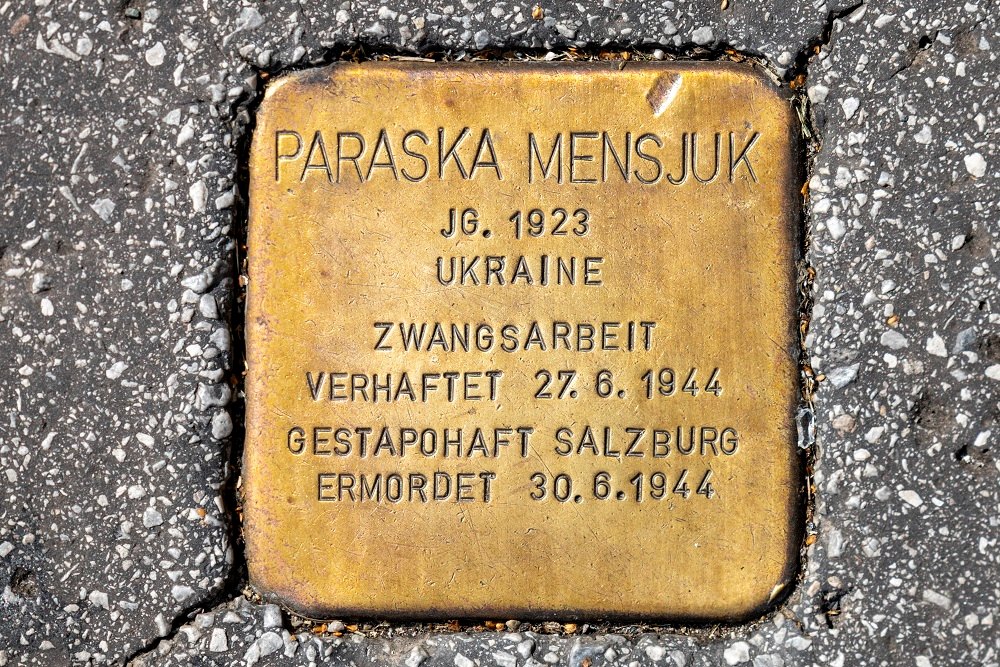 PARASKA MENSJUK
JG. 1923
UKRAINE
ZWANGSARBEIT
VERHAFTET 27. 6. 1944
GESTAPOHAFT SALZBURG
ERMORDET 30. 6. 1944